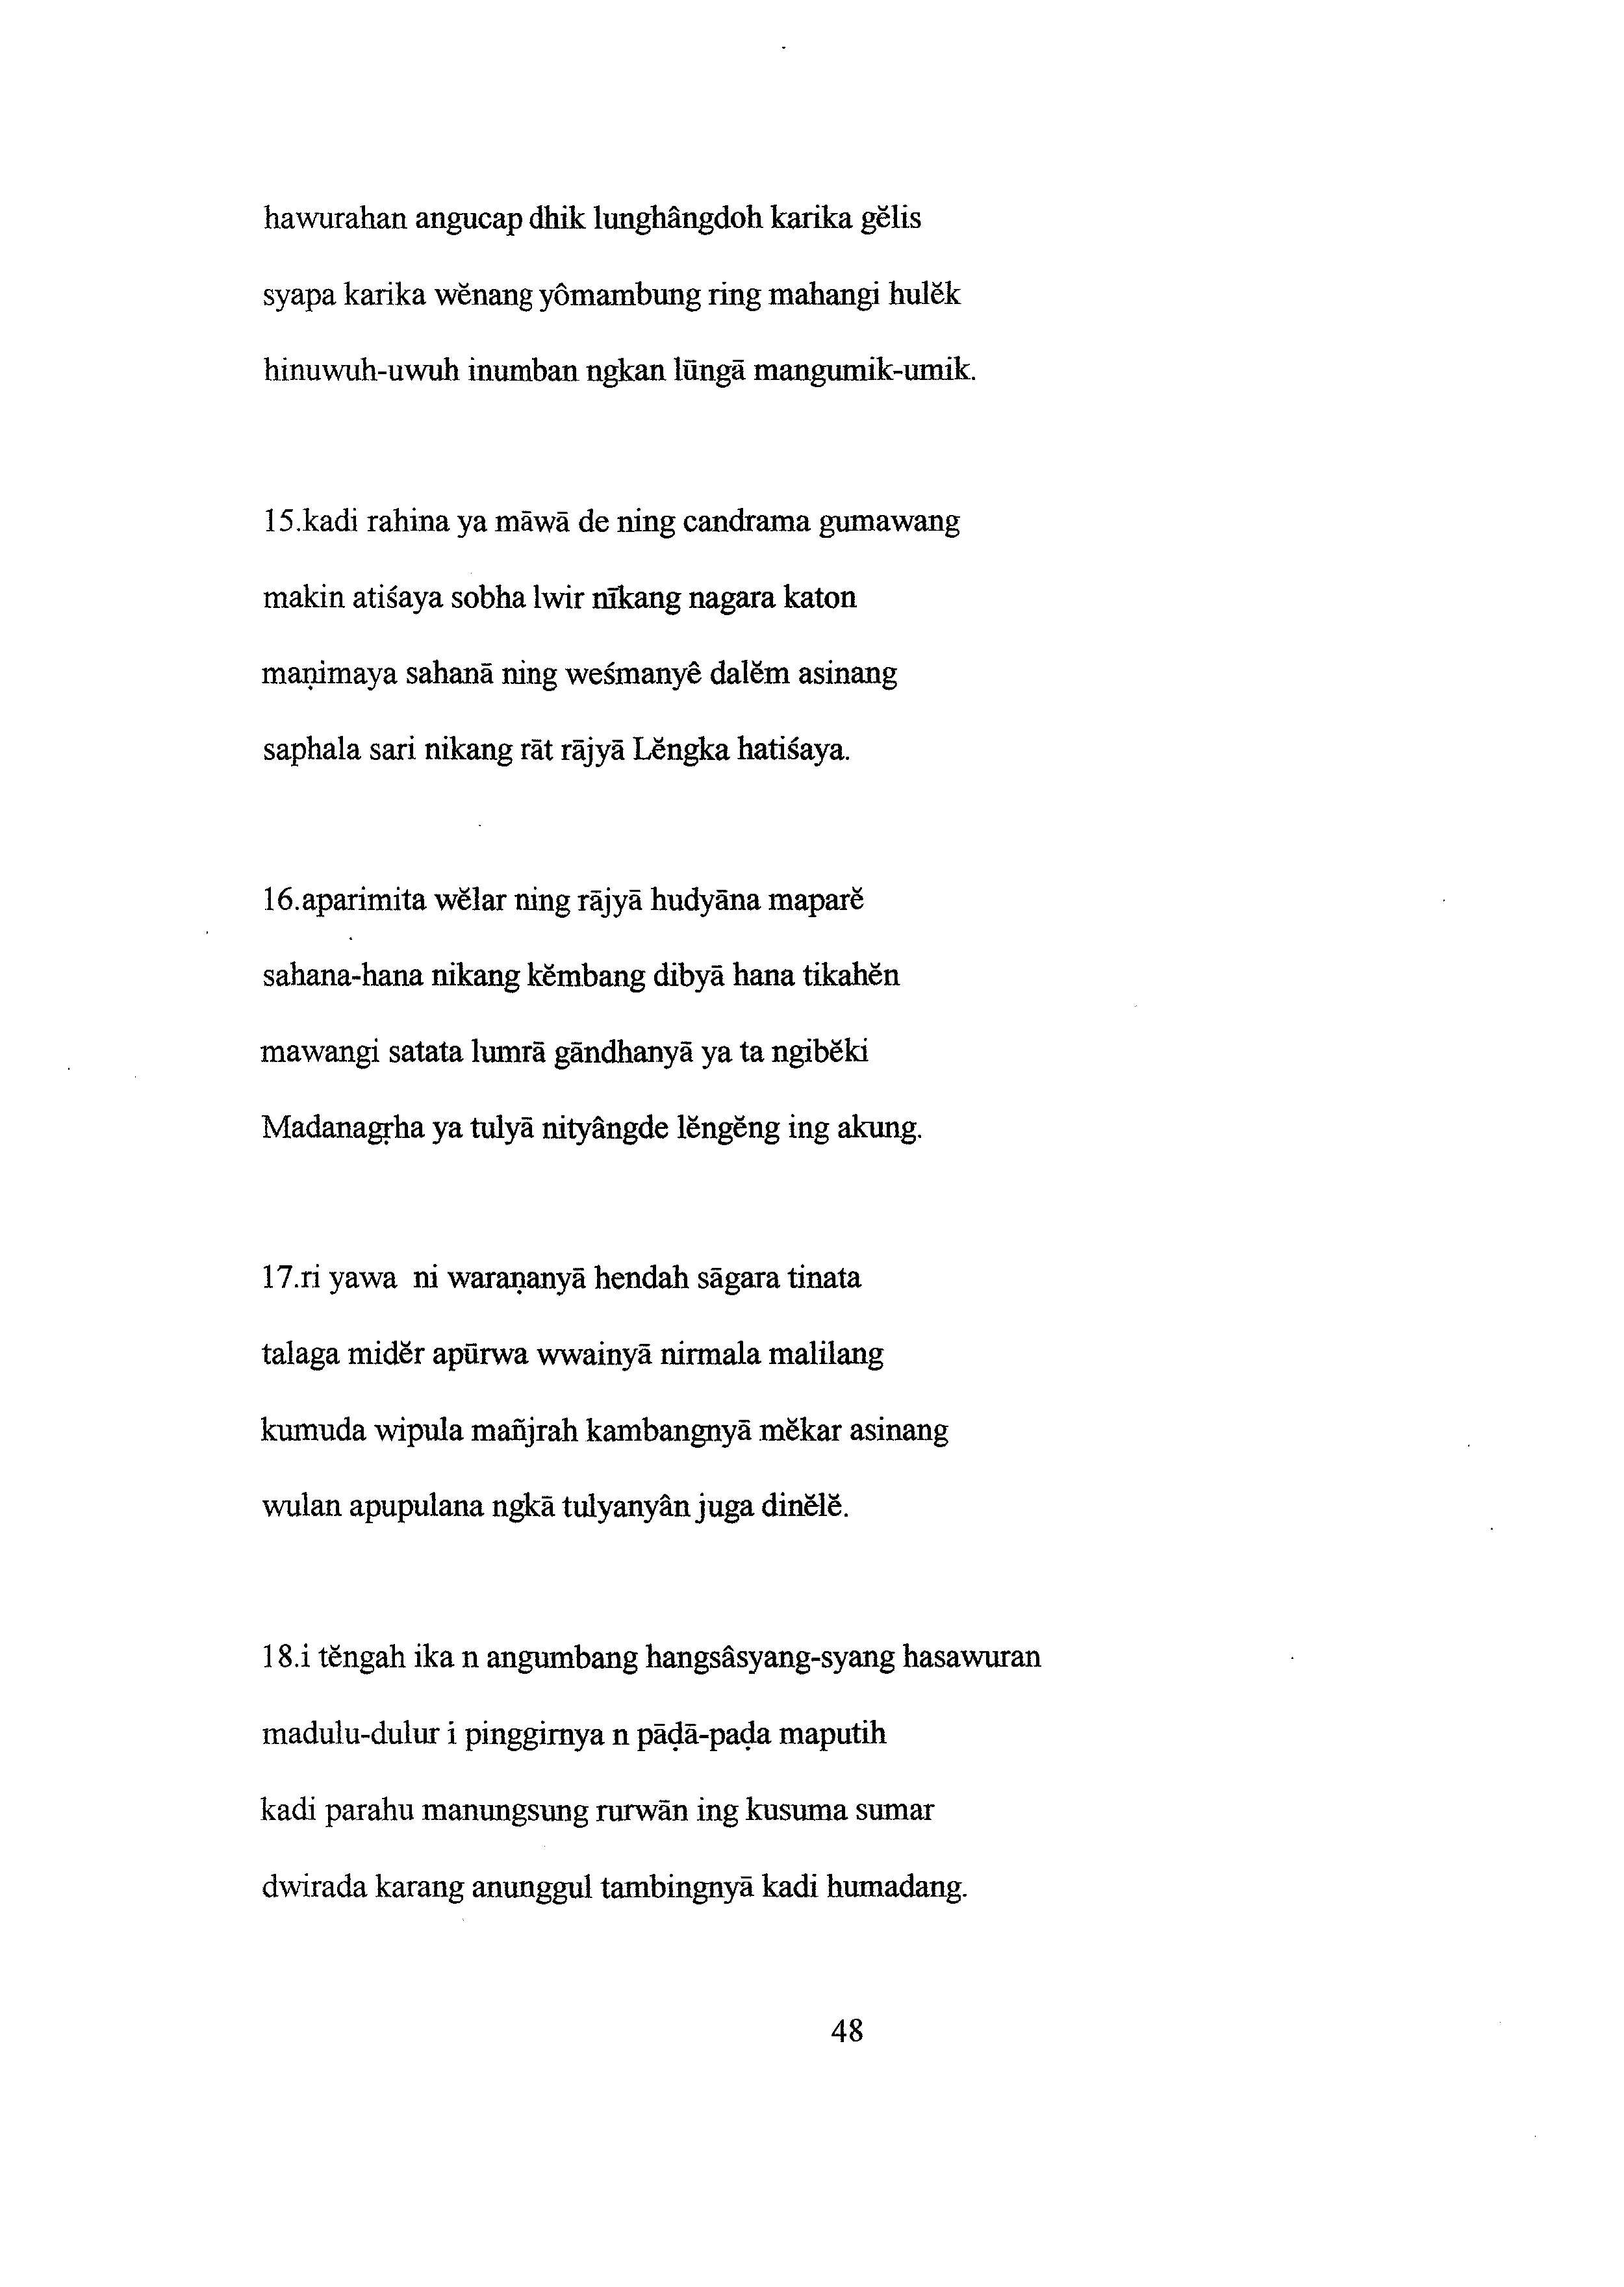 hawurahan angucap dhik lunghângdoh karika gĕlis
syapa karika wĕnang yômambung ring mahangi hulĕk
hinuwuh-uwuh inumban ngkan lūngā mangumik-umik.
15.kadi rahina ya māwā de ning candrama gumawang
makin atiśaya sobha lwir nīkang nagara katon
maṇimaya sahanā ning weśmanyê dalĕm asinang
saphala sari nikang rāt rājyā Lĕngka hatiśaya.
16.aparimita wĕlar ning rājyā hudyāna maparĕ
sahana-hana nikang kĕmbang dibyā hana tikahĕn
mawangi satata lumrā gāndhanyā ya ta ngibĕki
Madanagṛha ya tulyā nityângde lĕngĕng ing akung.
17.ri yawa ni waraṇanyā hendah sāgara tinata
talaga midĕr apūrwa wwainyā nirmala malilang
kumuda wipula mañjrah kambangnyā mĕkar asinang
wulan apupulana ngkā tulyanyân juga dinĕlĕ.
18.i tĕngah ika n angumbang hangsâsyang-syang hasawuran
madulu-dulur i pinggirnya n pāḍā-paḍa maputih
kadi parahu manungsung rurwān ing kusuma sumar
dwirada karang anunggul tambingnyā kadi humadang.
48